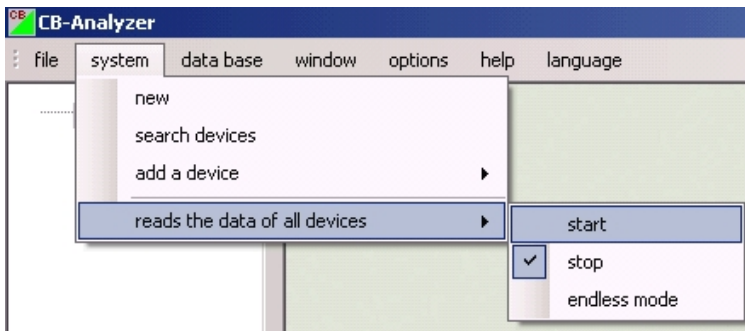 CB CB-Analyzer
file system data base window options help language
new
search devices
add a device
reads the data of all devices
start
stop
endless mode